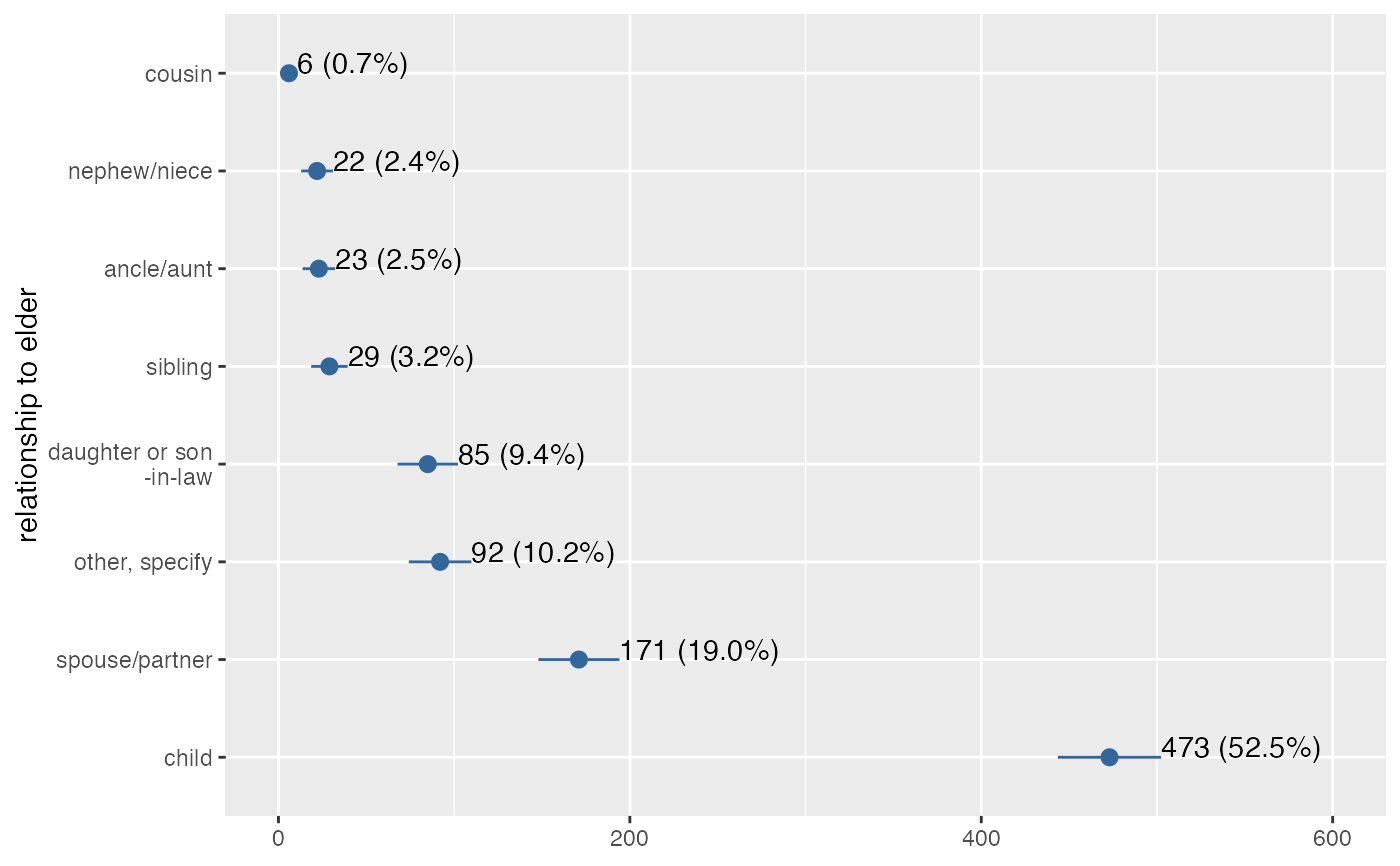 cousin
6 (0.7%)
nephew/niece
22 (2.4%)
ancle/aunt
23 (2.5%)
sibling
29 (3.2%)
daughter or son
-in-law
85 (9.4%)
other, specify
92 (10.2%)
spouse/partner
171 (19.0%)
child
473 (52.5%)
relationship to elder
0
200
400
600